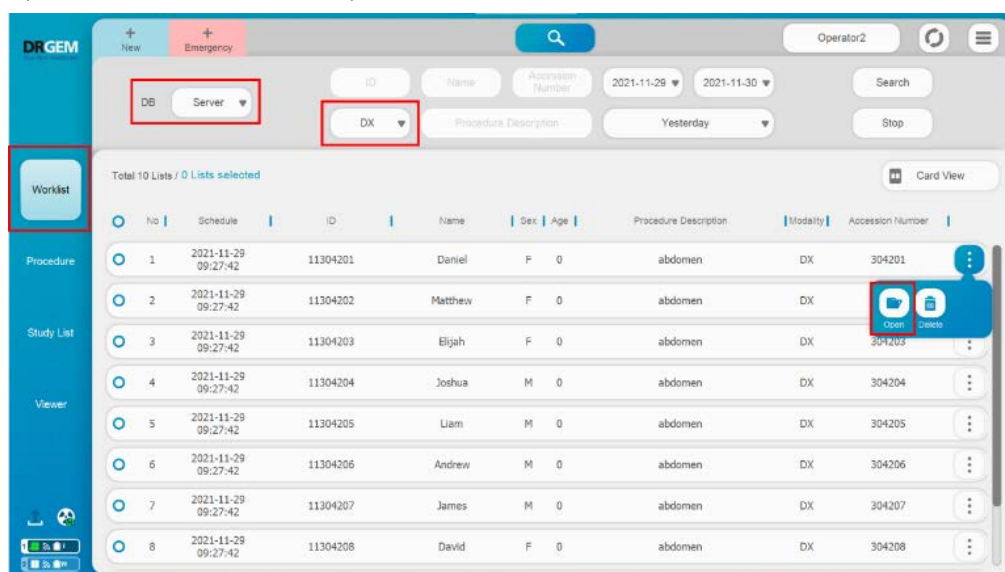 DRGEM
+ New
+ Emergency
Operator2
DB Server
ID Name Accession Number 2021-11-29 2021-11-30 Search
DX Procedure Description Yesterday Stop
Worklist
Procedure
Study List
Viewer
Total 10 Lists / 0 Lists selected
Card View
No Schedule ID Name Sex Age Procedure Description Modality Accession Number
1 2021-11-29 09:27:42 11304201 Daniel F 0 abdomen DX 304201
2 2021-11-29 09:27:42 11304202 Matthew F 0 abdomen DX
Open Delete
3 2021-11-29 09:27:42 11304203 Elijah F 0 abdomen DX 304203
4 2021-11-29 09:27:42 11304204 Joshua M 0 abdomen DX 304204
5 2021-11-29 09:27:42 11304205 Liam M 0 abdomen DX 304205
6 2021-11-29 09:27:42 11304206 Andrew M 0 abdomen DX 304206
7 2021-11-29 09:27:42 11304207 James M 0 abdomen DX 304207
8 2021-11-29 09:27:42 11304208 David F 0 abdomen DX 304208